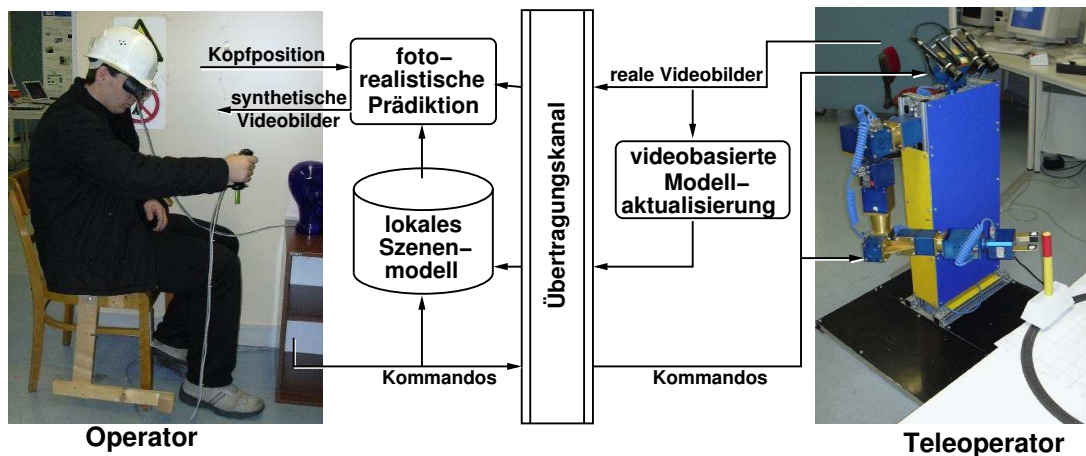 Kopfposition
synthetische
Videobilder
foto-
realistische
Prädiktion
lokales
Szenen-
modell
Kommandos
Übertragungskanal
reale Videobilder
videobasierte
Modell-
aktualisierung
Kommandos
Operator
Teleoperator